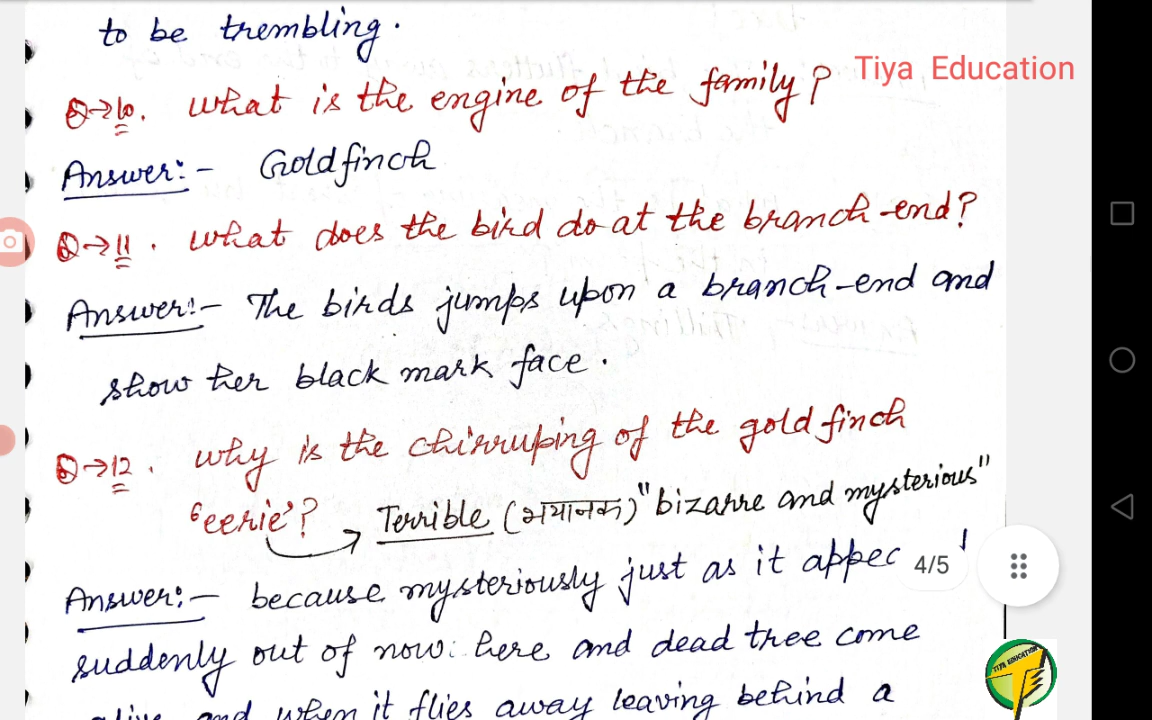 to be trembling.
Tiya Education
Q→10. what is the engine of the family?
Answer:- Goldfinch
Q→11. what does the bird do at the branch-end?
Answer:- The birds jumps upon a branch-end and
show her black mark face.
Q→12. why is the chirruping of the goldfinch
'eerie'? → Terrible (भयानक) "bizarre and mysterious"
Answer:- because mysteriously just as it appea
4/5
suddenly out of now here and dead tree come
alive and when it flies away leaving behind a
TIYA EDUCATION